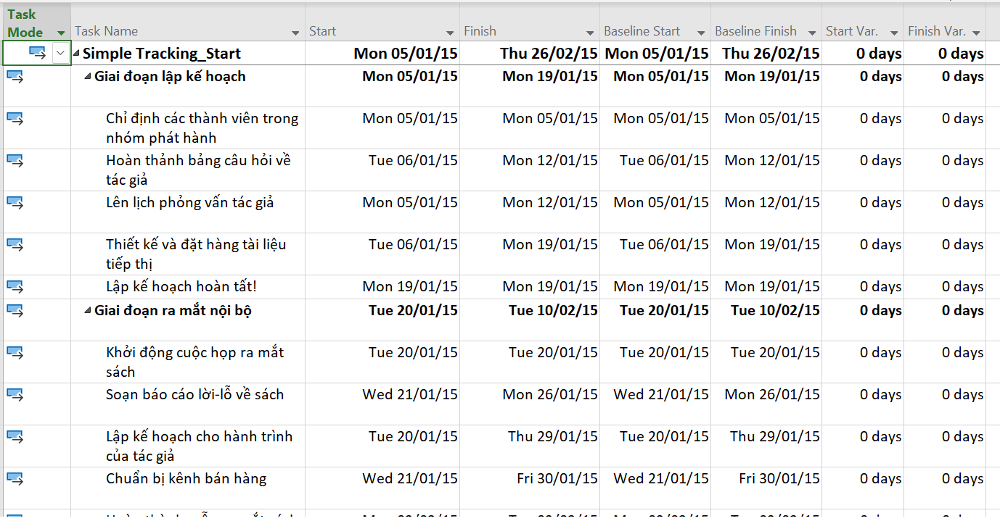 Task Mode Task Name Start Finish Baseline Start Baseline Finish Start Var. Finish Var.
Simple Tracking_Start Mon 05/01/15 Thu 26/02/15 Mon 05/01/15 Thu 26/02/15 0 days 0 days
Giai đoạn lập kế hoạch Mon 05/01/15 Mon 19/01/15 Mon 05/01/15 Mon 19/01/15 0 days 0 days
Chỉ định các thành viên trong Mon 05/01/15 Mon 05/01/15 Mon 05/01/15 Mon 05/01/15 0 days 0 days
nhóm phát hành
Hoàn thảnh bảng câu hỏi về Tue 06/01/15 Mon 12/01/15 Tue 06/01/15 Mon 12/01/15 0 days 0 days
tác giả
Lên lịch phỏng vấn tác giả Mon 05/01/15 Mon 12/01/15 Mon 05/01/15 Mon 12/01/15 0 days 0 days
Thiết kế và đặt hàng tài liệu Tue 06/01/15 Mon 19/01/15 Tue 06/01/15 Mon 19/01/15 0 days 0 days
tiếp thị
Lập kế hoạch hoàn tất! Mon 19/01/15 Mon 19/01/15 Mon 19/01/15 Mon 19/01/15 0 days 0 days
Giai đoạn ra mắt nội bộ Tue 20/01/15 Tue 10/02/15 Tue 20/01/15 Tue 10/02/15 0 days 0 days
Khởi động cuộc họp ra mắt Tue 20/01/15 Tue 20/01/15 Tue 20/01/15 Tue 20/01/15 0 days 0 days
sách
Soạn báo cáo lời-lỗ về sách Wed 21/01/15 Mon 26/01/15 Wed 21/01/15 Mon 26/01/15 0 days 0 days
Lập kế hoạch cho hành trình Tue 20/01/15 Thu 29/01/15 Tue 20/01/15 Thu 29/01/15 0 days 0 days
của tác giả
Chuẩn bị kênh bán hàng Wed 21/01/15 Fri 30/01/15 Wed 21/01/15 Fri 30/01/15 0 days 0 days